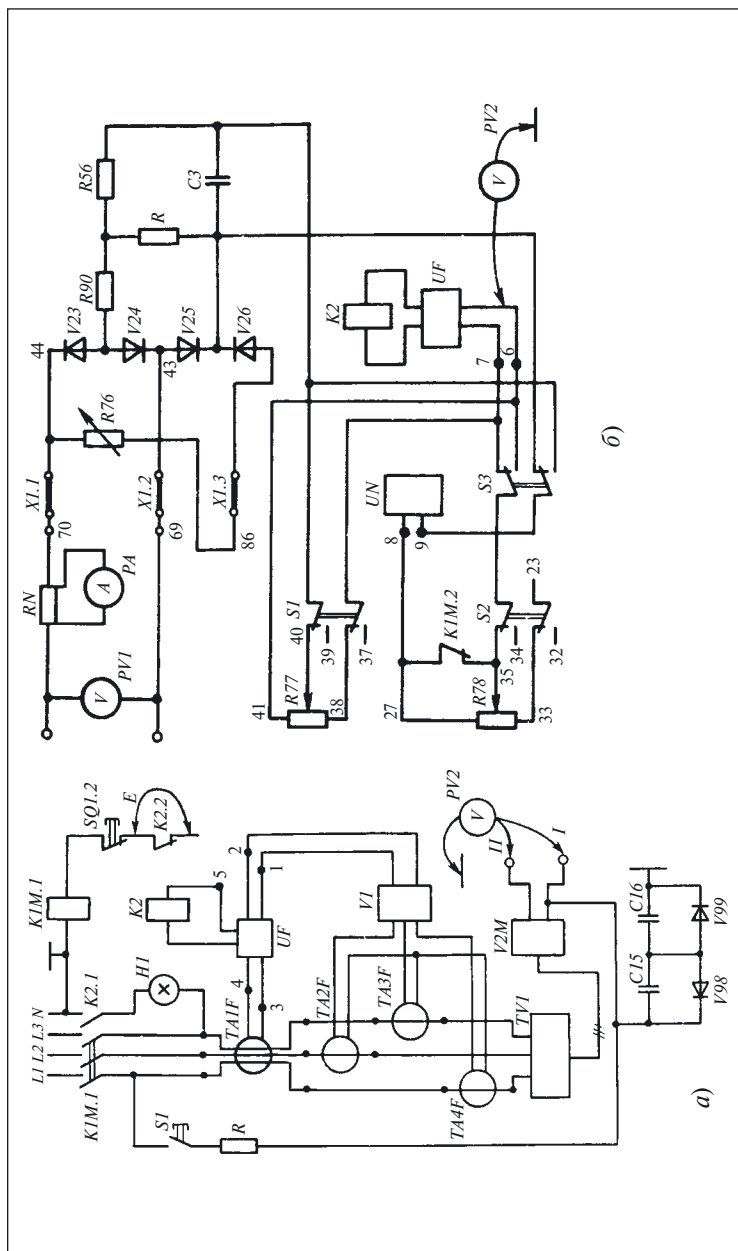 L1 L2 L3 N
K1M.1
K2.1
H1
K1M.1
SQ1.2
E
K2.2
S1
R
TA1F
4
3
UF
K2
5
2
1
TA2F
TA3F
TA4F
V1
TV1
V2M
PV2
V
II
I
C15
C16
V98
V99
а)
PV1
V
RN
A
PA
70
69
86
X1.1
X1.2
X1.3
44
43
R76
V23
V24
V25
V26
R90
R
R56
C3
41
R77
38
40
39
37
S1
27
R78
33
35
K1M.2
34
32
S2
23
8
9
UN
S3
7
6
K2
UF
V
PV2
б)